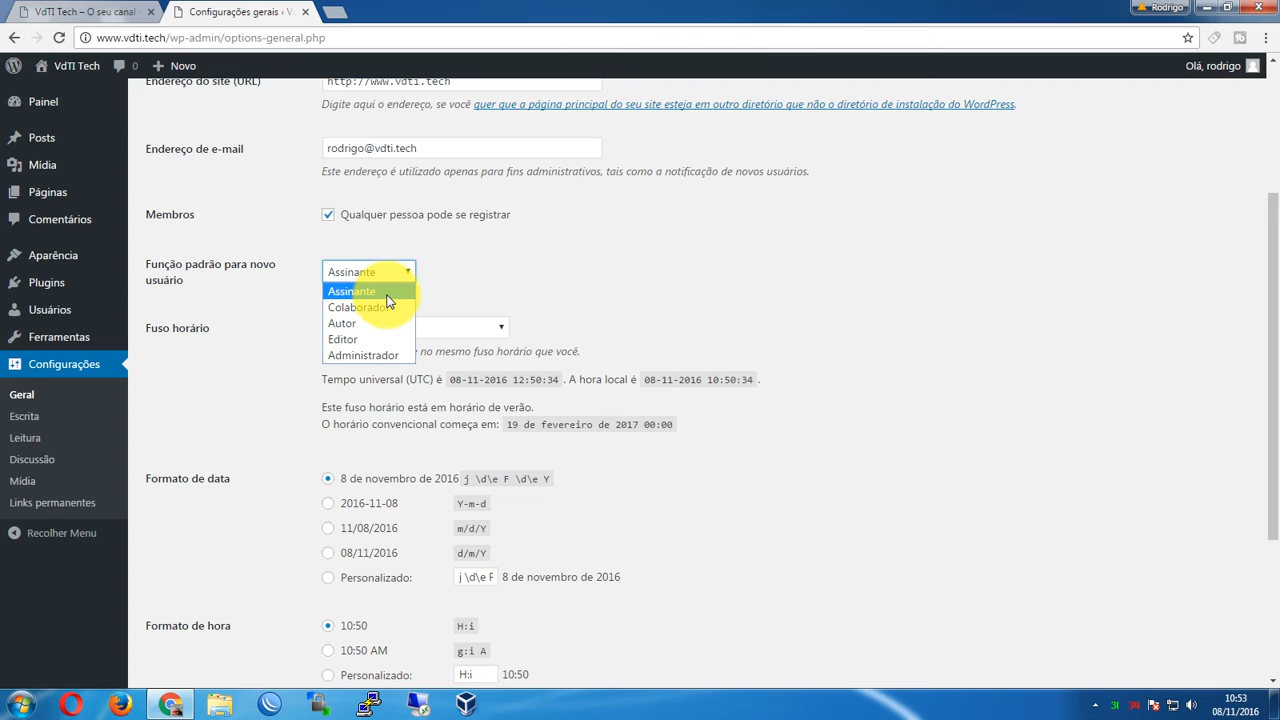 VdTI Tech – O seu canal
Configurações gerais ‹ V
Rodrigo
www.vdti.tech/wp-admin/options-general.php
VdTI Tech
0
Novo
Olá, rodrigo
Painel
Posts
Mídia
Páginas
Comentários
Aparência
Plugins
Usuários
Ferramentas
Configurações
Geral
Escrita
Leitura
Discussão
Mídia
Links permanentes
Recolher Menu
Endereço do site (URL)
http://www.vdti.tech
Digite aqui o endereço, se você quer que a página principal do seu site esteja em outro diretório que não o diretório de instalação do WordPress.
Endereço de e-mail
rodrigo@vdti.tech
Este endereço é utilizado apenas para fins administrativos, tais como a notificação de novos usuários.
Membros
Qualquer pessoa pode se registrar
Função padrão para novo
usuário
Assinante
Assinante
Colaborador
Autor
Editor
Administrador
Fuso horário
no mesmo fuso horário que você.
Tempo universal (UTC) é 08-11-2016 12:50:34 . A hora local é 08-11-2016 10:50:34 .
Este fuso horário está em horário de verão.
O horário convencional começa em: 19 de fevereiro de 2017 00:00
Formato de data
8 de novembro de 2016 j \d\e F \d\e Y
2016-11-08 Y-m-d
11/08/2016 m/d/Y
08/11/2016 d/m/Y
Personalizado: j \d\e F 8 de novembro de 2016
Formato de hora
10:50 H:i
10:50 AM g:i A
Personalizado: H:i 10:50
10:53
08/11/2016